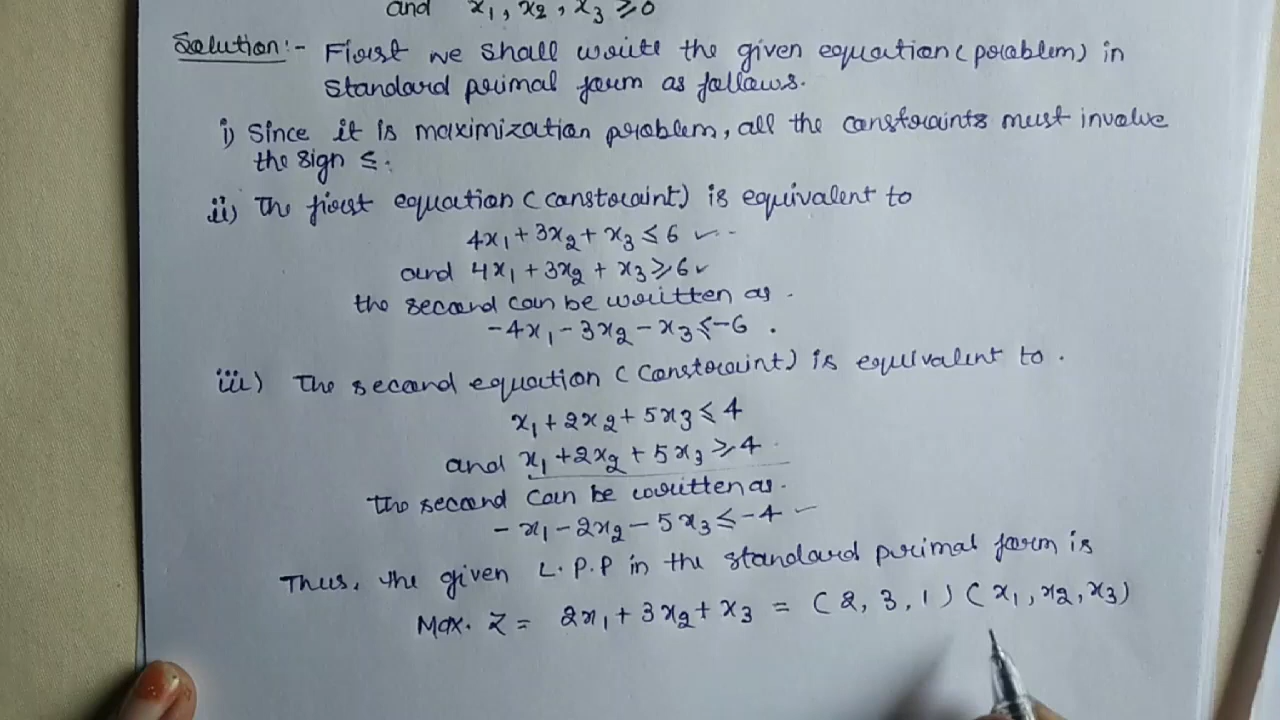 and x₁, x₂, x₃ ≥ 0
Solution:- First we shall write the given equation (problem) in
standard primal form as follows.
i) Since it is maximization problem, all the constraints must involve
the sign ≤.
ii) The first equation (constraint) is equivalent to
4x₁ + 3x₂ + x₃ ≤ 6
and 4x₁ + 3x₂ + x₃ ≥ 6
the second can be written as.
-4x₁ - 3x₂ - x₃ ≤ -6.
iii) The second equation (constraint) is equivalent to.
x₁ + 2x₂ + 5x₃ ≤ 4
and x₁ + 2x₂ + 5x₃ ≥ 4
The second can be written as.
-x₁ - 2x₂ - 5x₃ ≤ -4
Thus, the given L.P.P in the standard primal form is
Max. Z = 2x₁ + 3x₂ + x₃ = (2, 3, 1) (x₁, x₂, x₃)